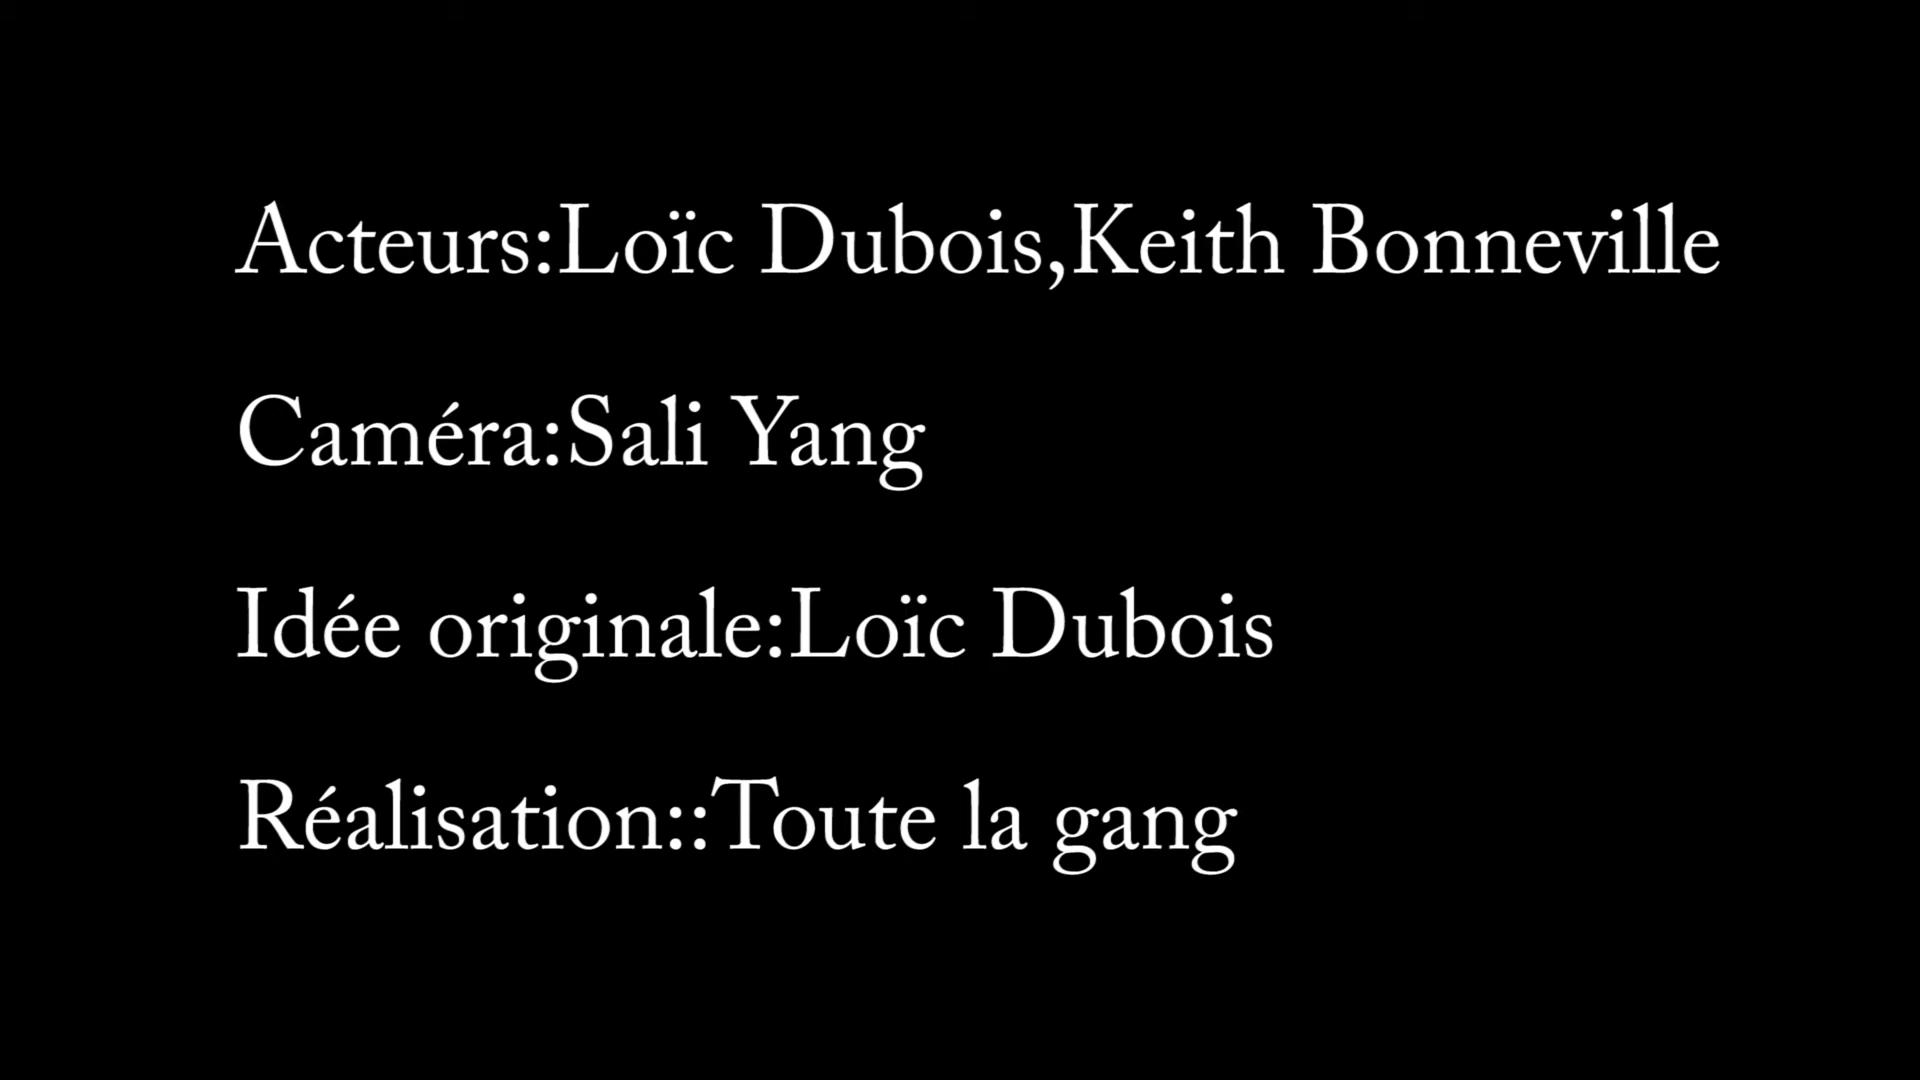 Acteurs:Loïc Dubois,Keith Bonneville
Caméra:Sali Yang
Idée originale:Loïc Dubois
Réalisation::Toute la gang